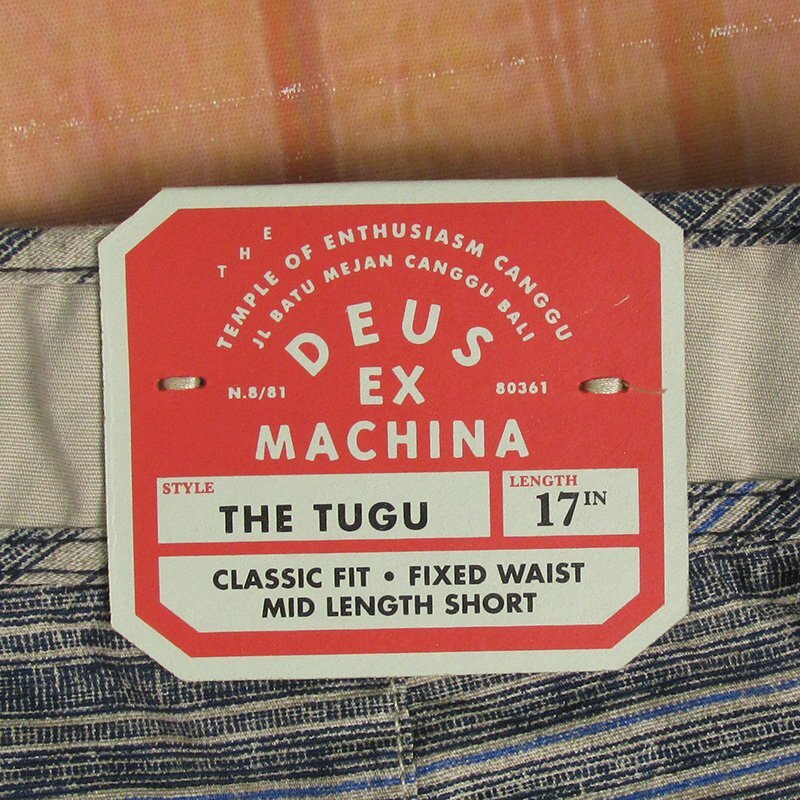 THE
TEMPLE OF ENTHUSIASM CANGGU
JL BATU MEJAN CANGGU BALI
DEUS
N.8/81 EX 80361
MACHINA
STYLE LENGTH
THE TUGU 17IN
CLASSIC FIT • FIXED WAIST
MID LENGTH SHORT